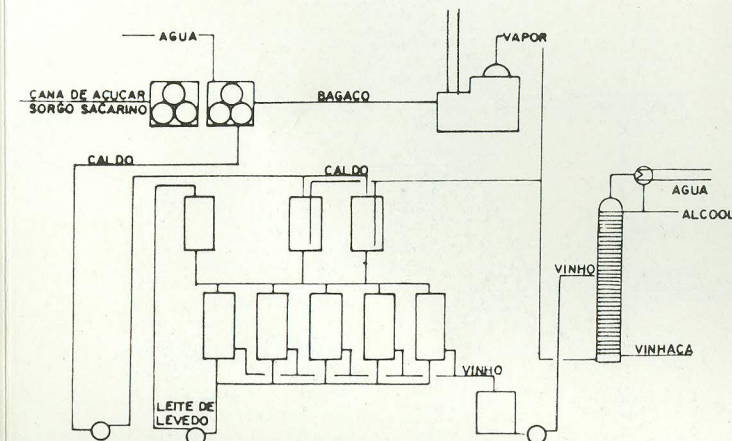 AGUA
VAPOR
CANA DE AÇUCAR
SORGO SACARINO
BAGAÇO
CALDO
CALDO
AGUA
ALCOOL
VINHO
VINHAÇA
VINHO
LEITE DE
LEVEDO